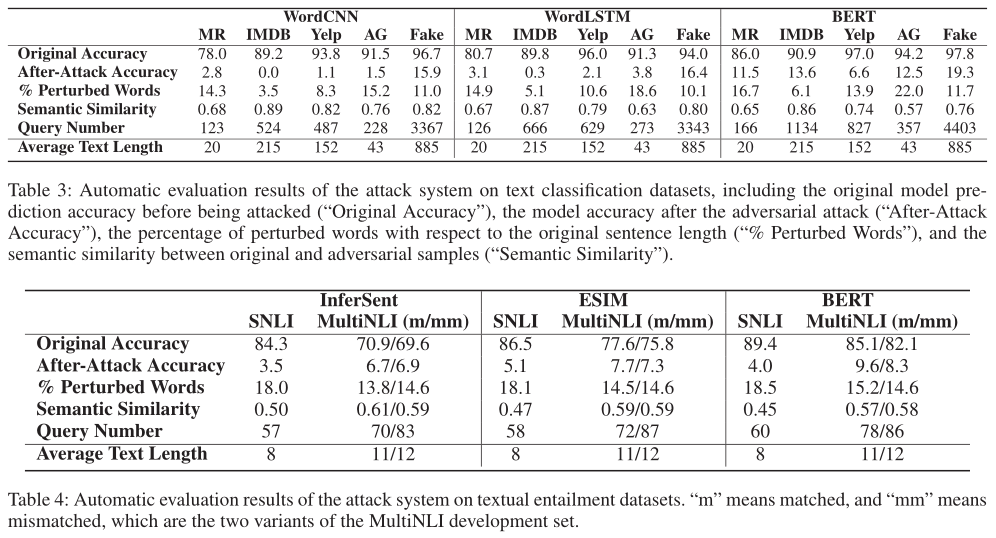 WordCNN WordLSTM BERT
MR IMDB Yelp AG Fake MR IMDB Yelp AG Fake MR IMDB Yelp AG Fake
Original Accuracy 78.0 89.2 93.8 91.5 96.7 80.7 89.8 96.0 91.3 94.0 86.0 90.9 97.0 94.2 97.8
After-Attack Accuracy 2.8 0.0 1.1 1.5 15.9 3.1 0.3 2.1 3.8 16.4 11.5 13.6 6.6 12.5 19.3
% Perturbed Words 14.3 3.5 8.3 15.2 11.0 14.9 5.1 10.6 18.6 10.1 16.7 6.1 13.9 22.0 11.7
Semantic Similarity 0.68 0.89 0.82 0.76 0.82 0.67 0.87 0.79 0.63 0.80 0.65 0.86 0.74 0.57 0.76
Query Number 123 524 487 228 3367 126 666 629 273 3343 166 1134 827 357 4403
Average Text Length 20 215 152 43 885 20 215 152 43 885 20 215 152 43 885
Table 3: Automatic evaluation results of the attack system on text classification datasets, including the original model pre-
diction accuracy before being attacked (“Original Accuracy”), the model accuracy after the adversarial attack (“After-Attack
Accuracy”), the percentage of perturbed words with respect to the original sentence length (“% Perturbed Words”), and the
semantic similarity between original and adversarial samples (“Semantic Similarity”).
InferSent ESIM BERT
SNLI MultiNLI (m/mm) SNLI MultiNLI (m/mm) SNLI MultiNLI (m/mm)
Original Accuracy 84.3 70.9/69.6 86.5 77.6/75.8 89.4 85.1/82.1
After-Attack Accuracy 3.5 6.7/6.9 5.1 7.7/7.3 4.0 9.6/8.3
% Perturbed Words 18.0 13.8/14.6 18.1 14.5/14.6 18.5 15.2/14.6
Semantic Similarity 0.50 0.61/0.59 0.47 0.59/0.59 0.45 0.57/0.58
Query Number 57 70/83 58 72/87 60 78/86
Average Text Length 8 11/12 8 11/12 8 11/12
Table 4: Automatic evaluation results of the attack system on textual entailment datasets. “m” means matched, and “mm” means
mismatched, which are the two variants of the MultiNLI development set.